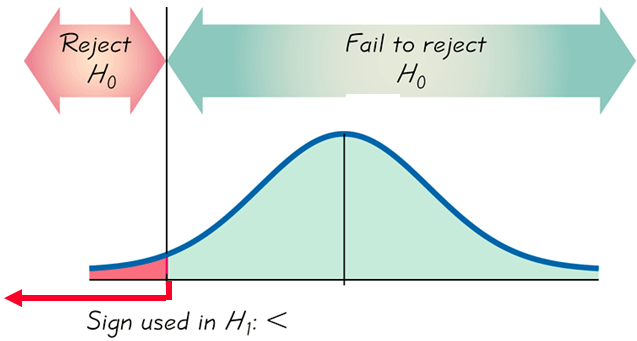 Reject
H₀
Fail to reject
H₀
Sign used in H₁: <